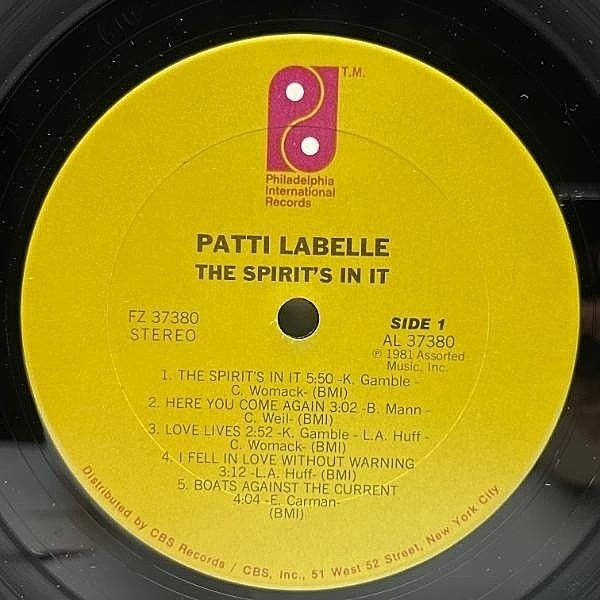 T.M.
Philadelphia
International
Records
PATTI LABELLE
THE SPIRIT'S IN IT
FZ 37380
STEREO
SIDE 1
AL 37380
℗ 1981 Assorted
Music, Inc.
1. THE SPIRIT'S IN IT 5:50 -K. Gamble -
C. Womack- (BMI)
2. HERE YOU COME AGAIN 3:02 -B. Mann -
C. Weil- (BMI)
3. LOVE LIVES 2:52 -K. Gamble - L.A. Huff -
C. Womack- (BMI)
4. I FELL IN LOVE WITHOUT WARNING
3:12 -L.A. Huff- (BMI)
5. BOATS AGAINST THE CURRENT
4:04 -E. Carman-
(BMI)
Distributed by CBS Records / CBS, Inc., 51 West 52 Street, New York City